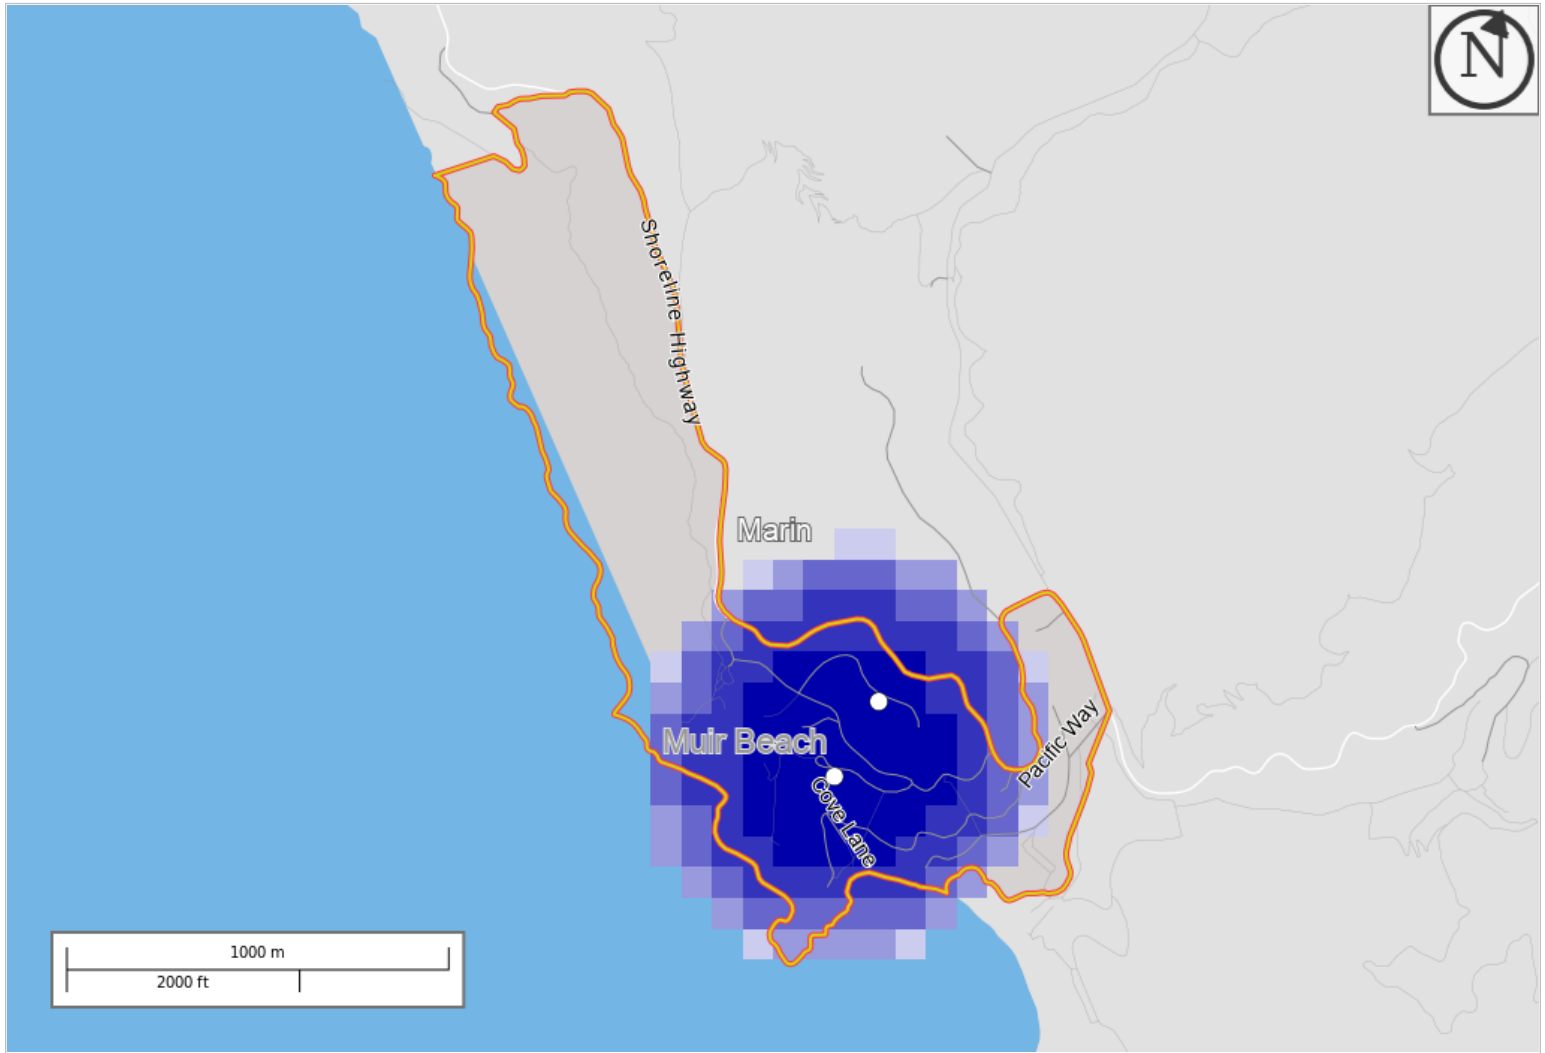 N
Shoreline Highway
Marin
Muir Beach
Pacific Way
Cove Lane
1000 m
2000 ft